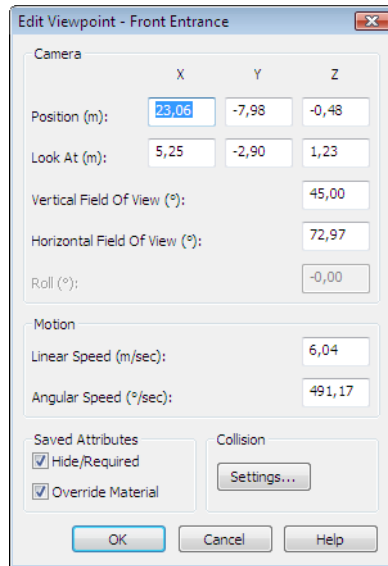 Edit Viewpoint - Front Entrance
Camera
X Y Z
Position (m): 23,06 -7,98 -0,48
Look At (m): 5,25 -2,90 1,23
Vertical Field Of View (°): 45,00
Horizontal Field Of View (°): 72,97
Roll (°): -0,00
Motion
Linear Speed (m/sec): 6,04
Angular Speed (°/sec): 491,17
Saved Attributes Collision
Hide/Required
Settings...
Override Material
OK Cancel Help